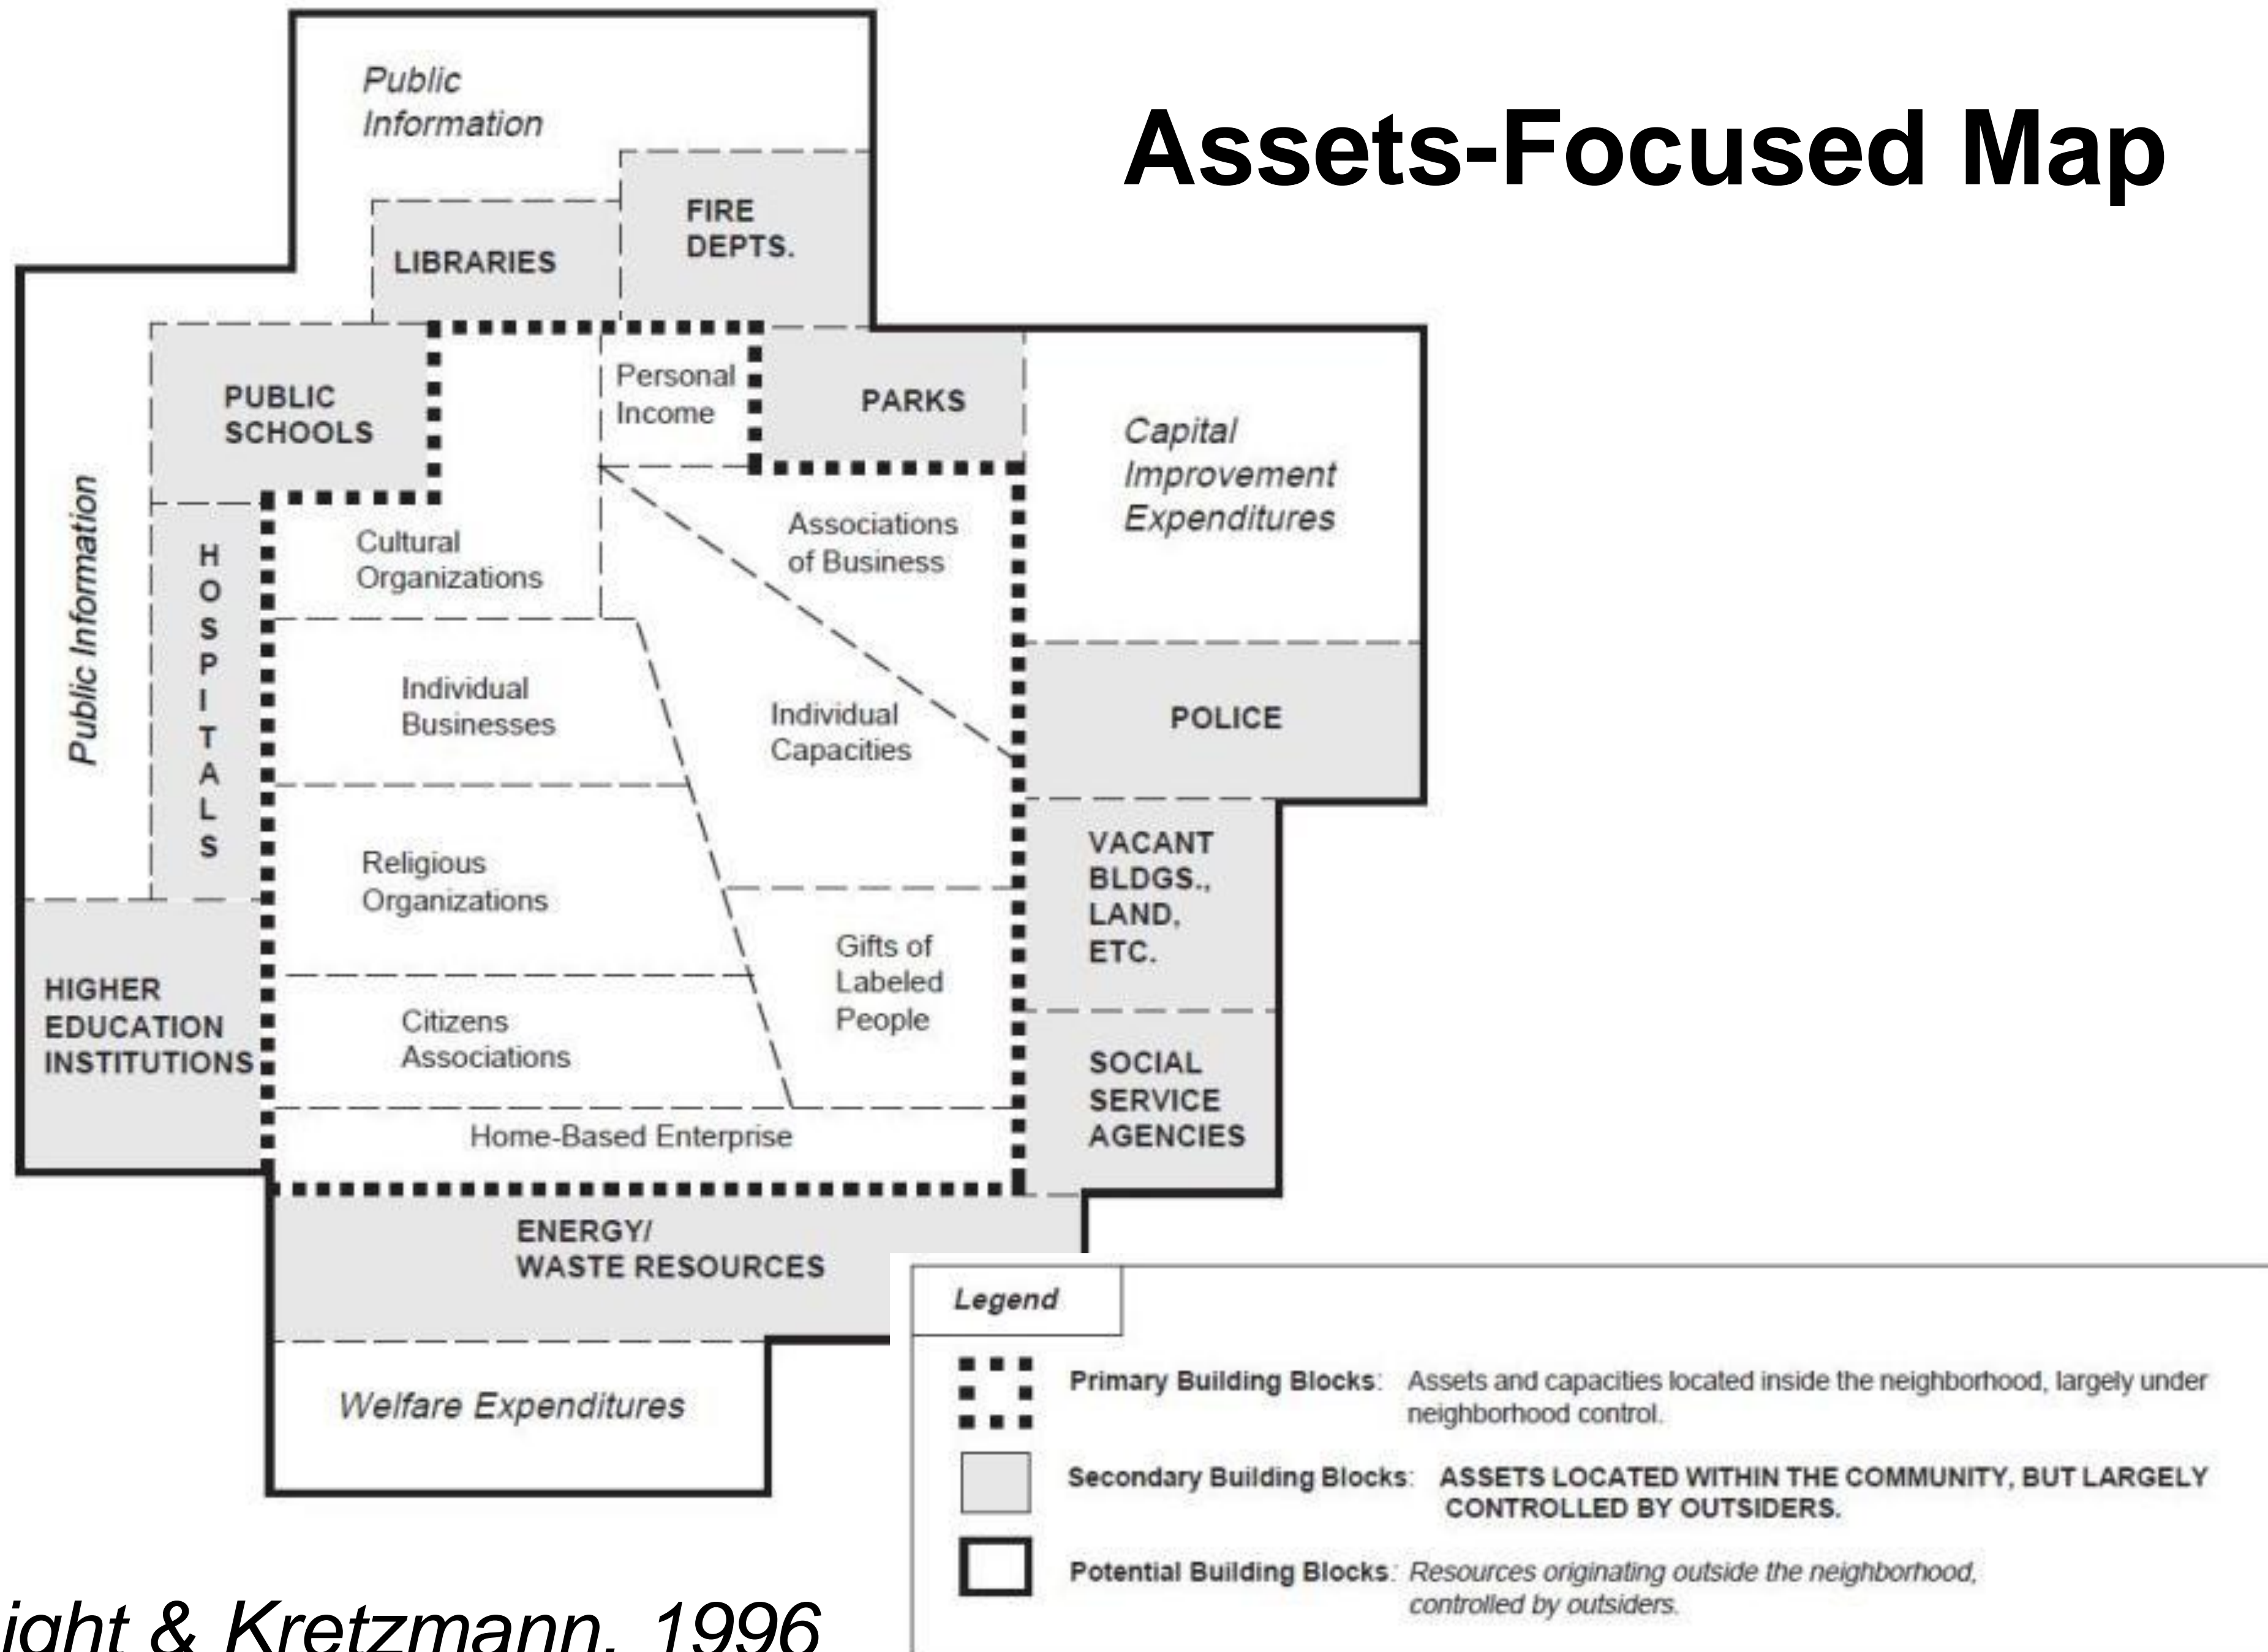 Assets-Focused Map
Public
Information
FIRE
DEPTS.
LIBRARIES
PUBLIC
SCHOOLS
Personal
Income
PARKS
Capital
Improvement
Expenditures
Public Information
HOSPITALS
Cultural
Organizations
Associations
of Business
Individual
Businesses
Individual
Capacities
POLICE
Religious
Organizations
VACANT
BLDGS.,
LAND,
ETC.
Gifts of
Labeled
People
HIGHER
EDUCATION
INSTITUTIONS
Citizens
Associations
SOCIAL
SERVICE
AGENCIES
Home-Based Enterprise
ENERGY/
WASTE RESOURCES
Welfare Expenditures
Legend
Primary Building Blocks: Assets and capacities located inside the neighborhood, largely under
neighborhood control.
Secondary Building Blocks: ASSETS LOCATED WITHIN THE COMMUNITY, BUT LARGELY
CONTROLLED BY OUTSIDERS.
Potential Building Blocks: Resources originating outside the neighborhood,
controlled by outsiders.
ight & Kretzmann, 1996